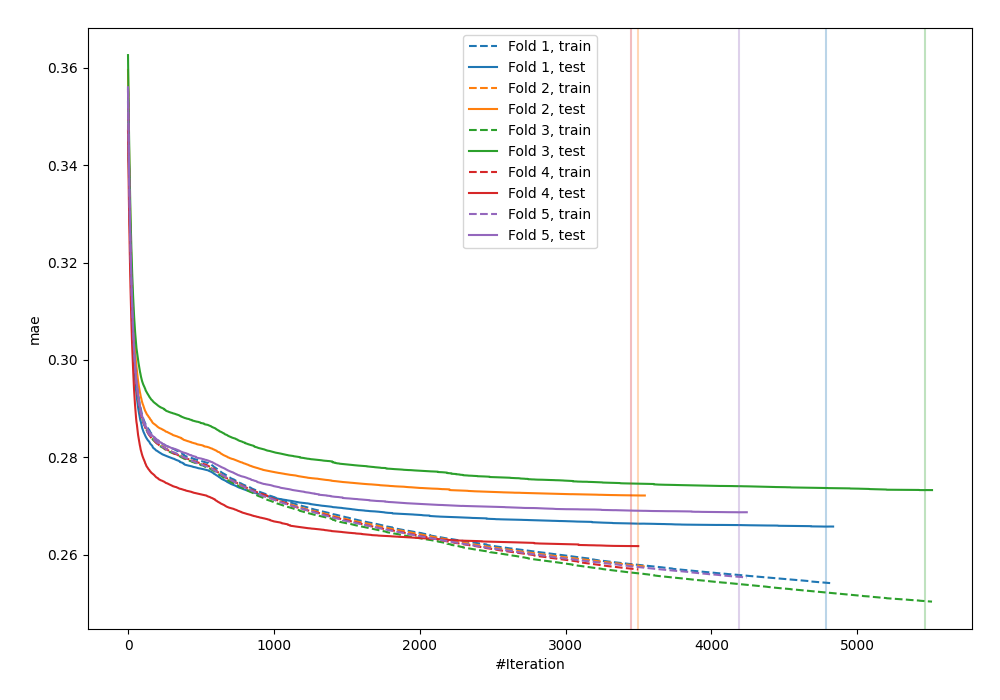 Fold 1, train
Fold 1, test
Fold 2, train
Fold 2, test
Fold 3, train
Fold 3, test
Fold 4, train
Fold 4, test
Fold 5, train
Fold 5, test
0.36
0.34
0.32
0.30
0.28
0.26
mae
0 1000 2000 3000 4000 5000
#Iteration